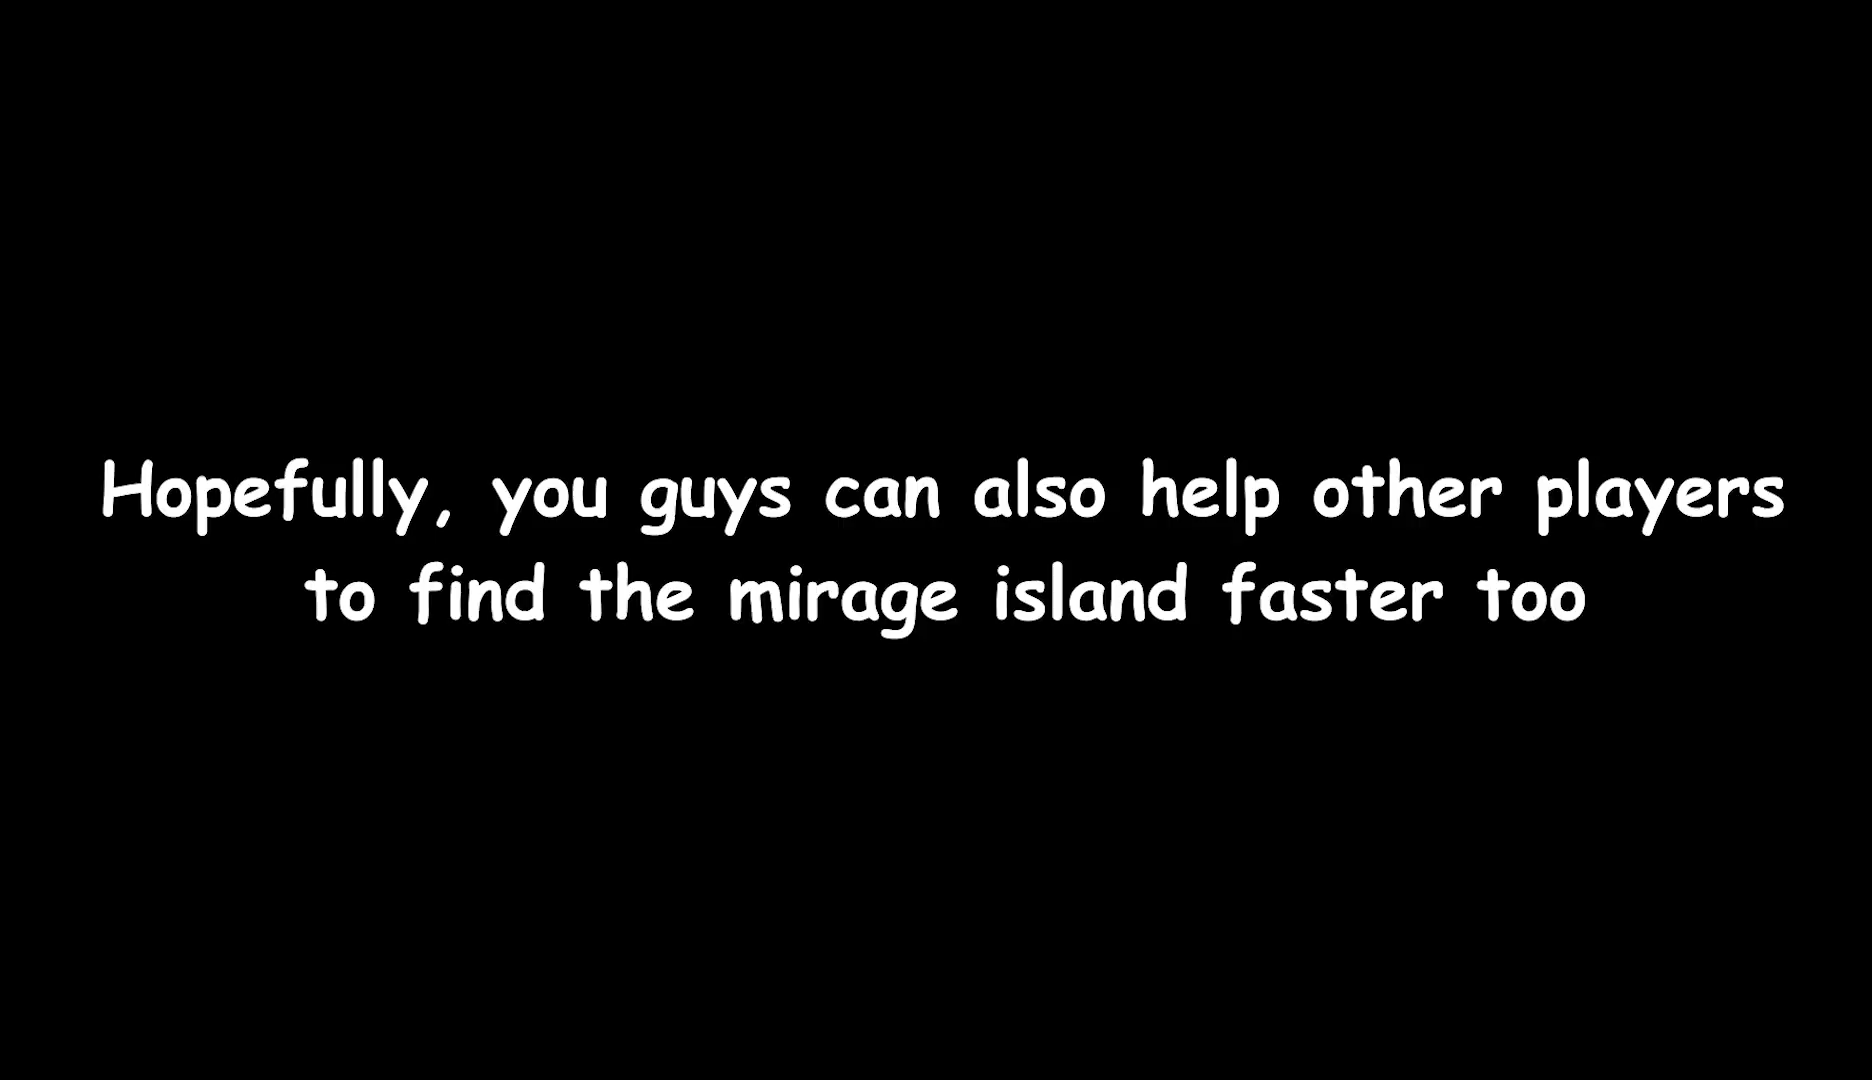 Hopefully, you guys can also help other players
to find the mirage island faster too